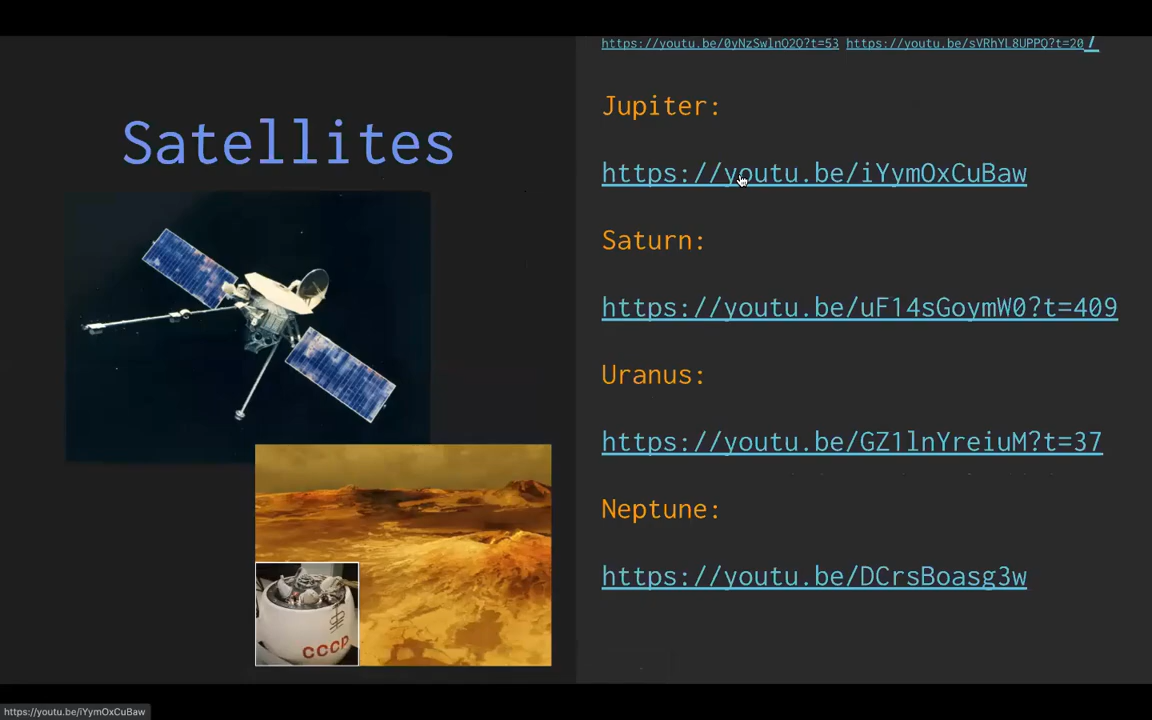 Satellites
CCCP
https://youtu.be/0yNzSwlnO2O?t=53 https://youtu.be/sVRhYL8UPPQ?t=20
Jupiter:
https://youtu.be/iYymOxCuBaw
Saturn:
https://youtu.be/uF14sGoymW0?t=409
Uranus:
https://youtu.be/GZ1lnYreiuM?t=37
Neptune:
https://youtu.be/DCrsBoasg3w
https://youtu.be/iYymOxCuBaw